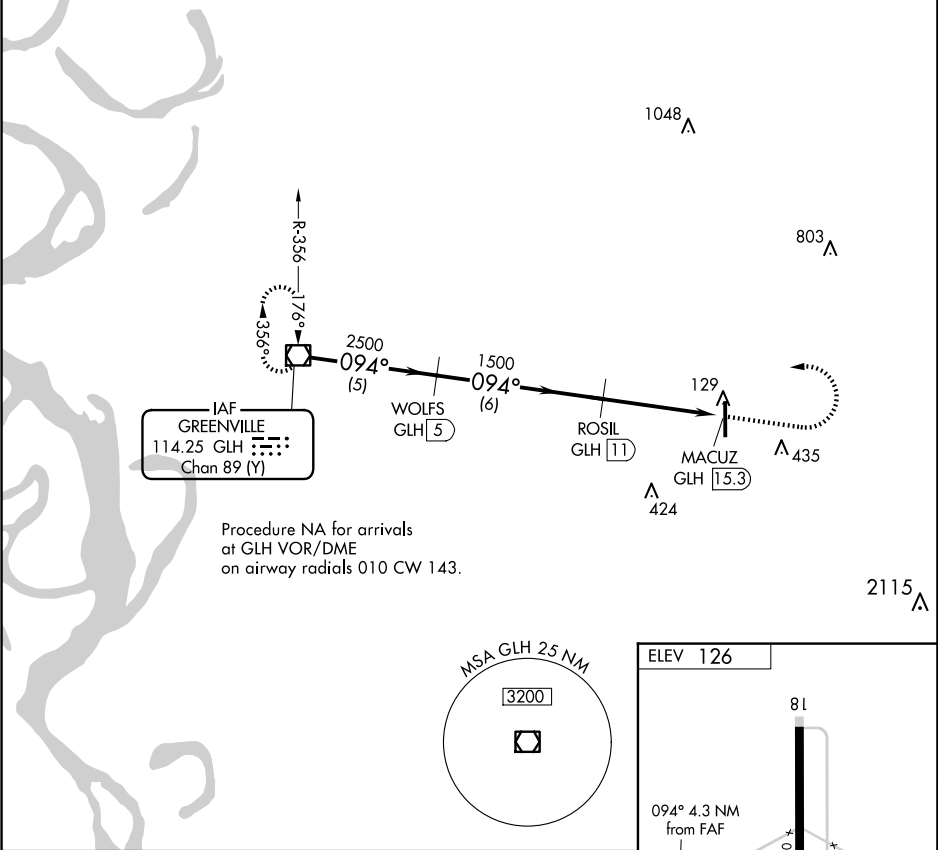 1048
803
R-356
176°
356°
2500
094°
(5)
1500
094°
(6)
WOLFS
GLH 5
ROSIL
GLH 11
129
MACUZ
GLH 15.3
435
424
IAF
GREENVILLE
114.25 GLH
Chan 89 (Y)
Procedure NA for arrivals
at GLH VOR/DME
on airway radials 010 CW 143.
2115
MSA GLH 25 NM
3200
ELEV 126
18
094° 4.3 NM
from FAF